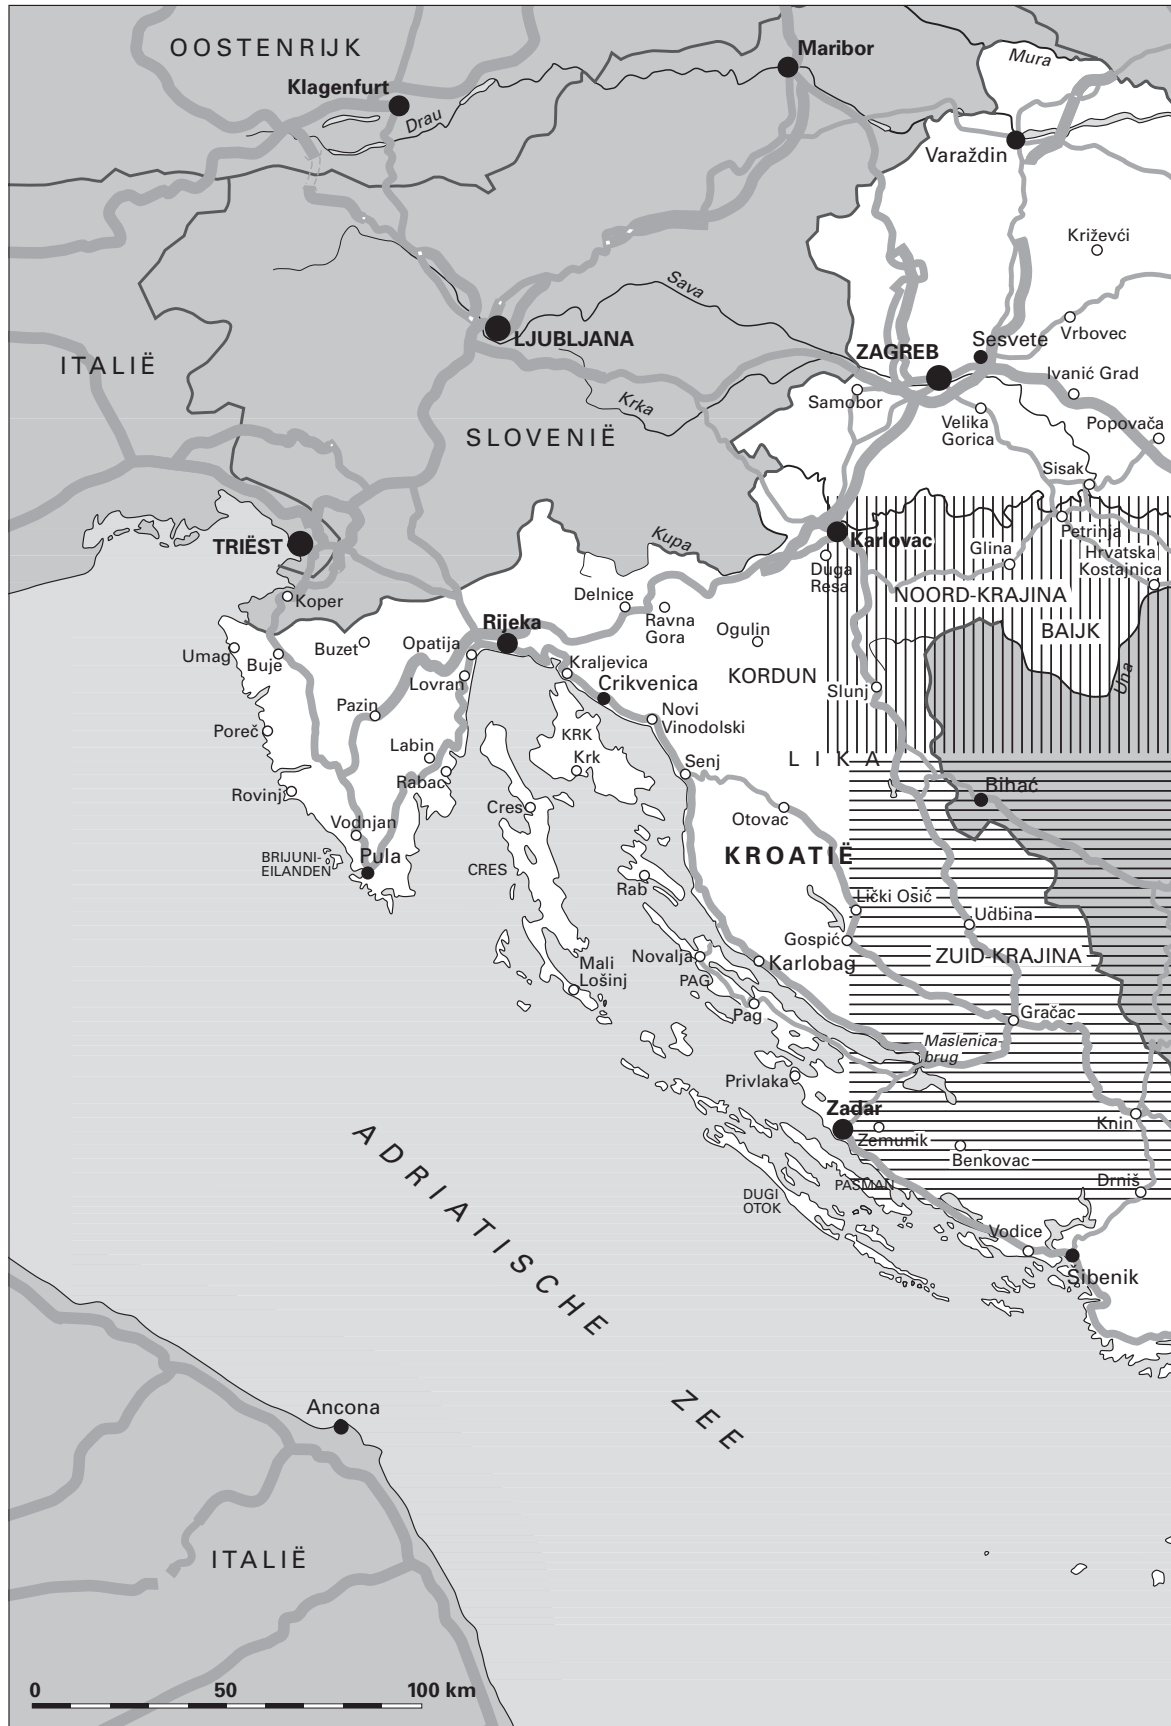 OOSTENRIJK
Maribor
Mura
Klagenfurt
Drau
Varaždin
Križevći
Sava
Vrbovec
LJUBLJANA
Sesvete
ZAGREB
ITALIË
Ivanić Grad
Samobor
Krka
Velika
Gorica
Popovača
SLOVENIË
Sisak
TRIËST
Kupa
Karlovac
Petrinja
Glina
Hrvatska
Kostajnica
Duga
Resa
Koper
Delnice
NOORD-KRAJINA
Rijeka
Ravna
Gora
Ogulin
BAIJK
Umag
Buje
Buzet
Opatija
Kraljevica
KORDUN
Una
Lovran
Crikvenica
Slunj
Pazin
Novi
Vinodolski
Poreč
KRK
Labin
Krk
Senj
LIKA
Rabac
Bihać
Rovinj
Cres
Otovac
Vodnjan
Pula
KROATIË
BRIJUNI-
EILANDEN
CRES
Rab
Lički Osić
Udbina
Gospić
Novalja
ZUID-KRAJINA
Mali
Lošinj
Karlobag
PAG
Pag
Gračac
Maslenica-
brug
Privlaka
Zadar
Knin
Zemunik
Benkovac
ADRIATISCHE
ZEE
Drniš
DUGI
OTOK
PASMAN
Vodice
Šibenik
Ancona
ITALIË
0 50 100 km